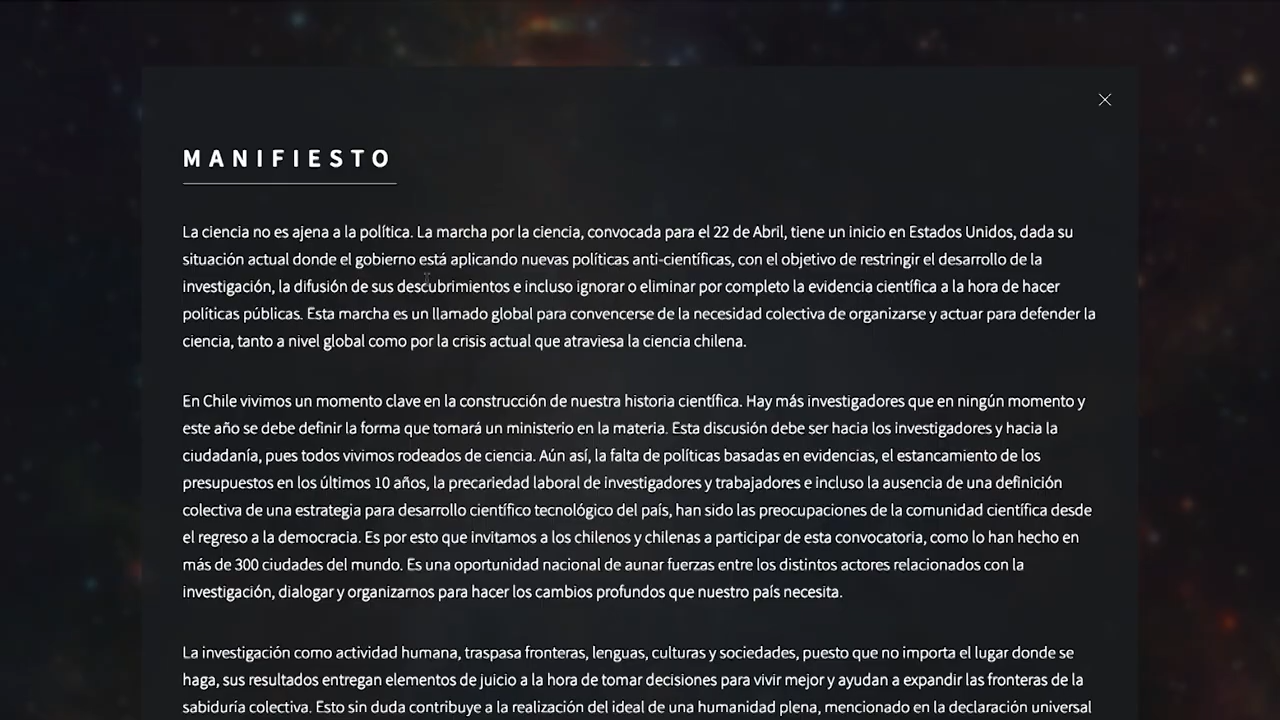 MANIFIESTO
La ciencia no es ajena a la política. La marcha por la ciencia, convocada para el 22 de Abril, tiene un inicio en Estados Unidos, dada su
situación actual donde el gobierno está aplicando nuevas políticas anti-científicas, con el objetivo de restringir el desarrollo de la
investigación, la difusión de sus descubrimientos e incluso ignorar o eliminar por completo la evidencia científica a la hora de hacer
políticas públicas. Esta marcha es un llamado global para convencerse de la necesidad colectiva de organizarse y actuar para defender la
ciencia, tanto a nivel global como por la crisis actual que atraviesa la ciencia chilena.
En Chile vivimos un momento clave en la construcción de nuestra historia científica. Hay más investigadores que en ningún momento y
este año se debe definir la forma que tomará un ministerio en la materia. Esta discusión debe ser hacia los investigadores y hacia la
ciudadanía, pues todos vivimos rodeados de ciencia. Aún así, la falta de políticas basadas en evidencias, el estancamiento de los
presupuestos en los últimos 10 años, la precariedad laboral de investigadores y trabajadores e incluso la ausencia de una definición
colectiva de una estrategia para desarrollo científico tecnológico del país, han sido las preocupaciones de la comunidad científica desde
el regreso a la democracia. Es por esto que invitamos a los chilenos y chilenas a participar de esta convocatoria, como lo han hecho en
más de 300 ciudades del mundo. Es una oportunidad nacional de aunar fuerzas entre los distintos actores relacionados con la
investigación, dialogar y organizarnos para hacer los cambios profundos que nuestro país necesita.
La investigación como actividad humana, traspasa fronteras, lenguas, culturas y sociedades, puesto que no importa el lugar donde se
haga, sus resultados entregan elementos de juicio a la hora de tomar decisiones para vivir mejor y ayudan a expandir las fronteras de la
sabiduría colectiva. Esto sin duda contribuye a la realización del ideal de una humanidad plena, mencionado en la declaración universal